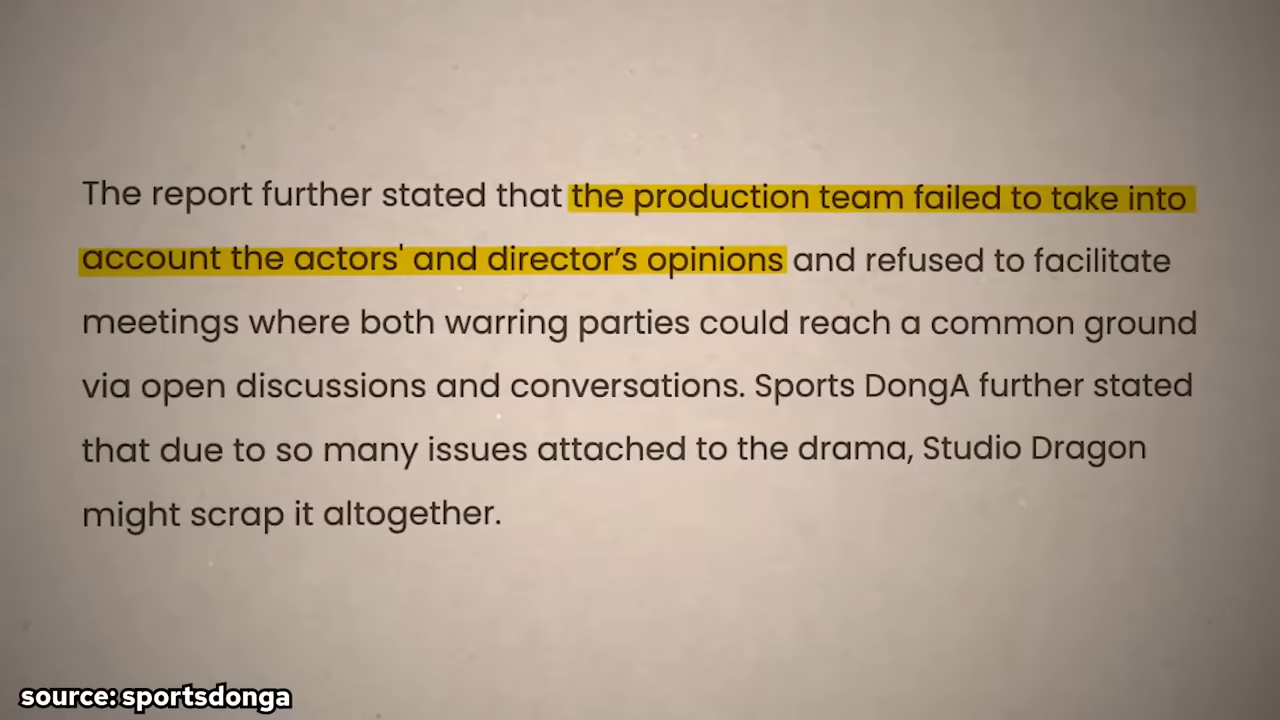 The report further stated that the production team failed to take into
account the actors' and director’s opinions and refused to facilitate
meetings where both warring parties could reach a common ground
via open discussions and conversations. Sports DongA further stated
that due to so many issues attached to the drama, Studio Dragon
might scrap it altogether.
source: sportsdonga